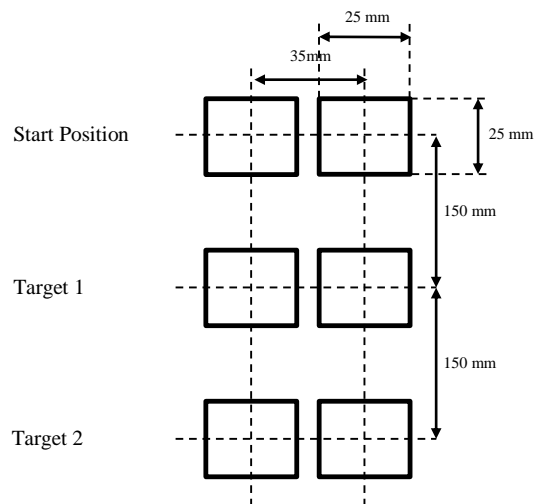 25 mm
35mm
Start Position
25 mm
150 mm
Target 1
150 mm
Target 2